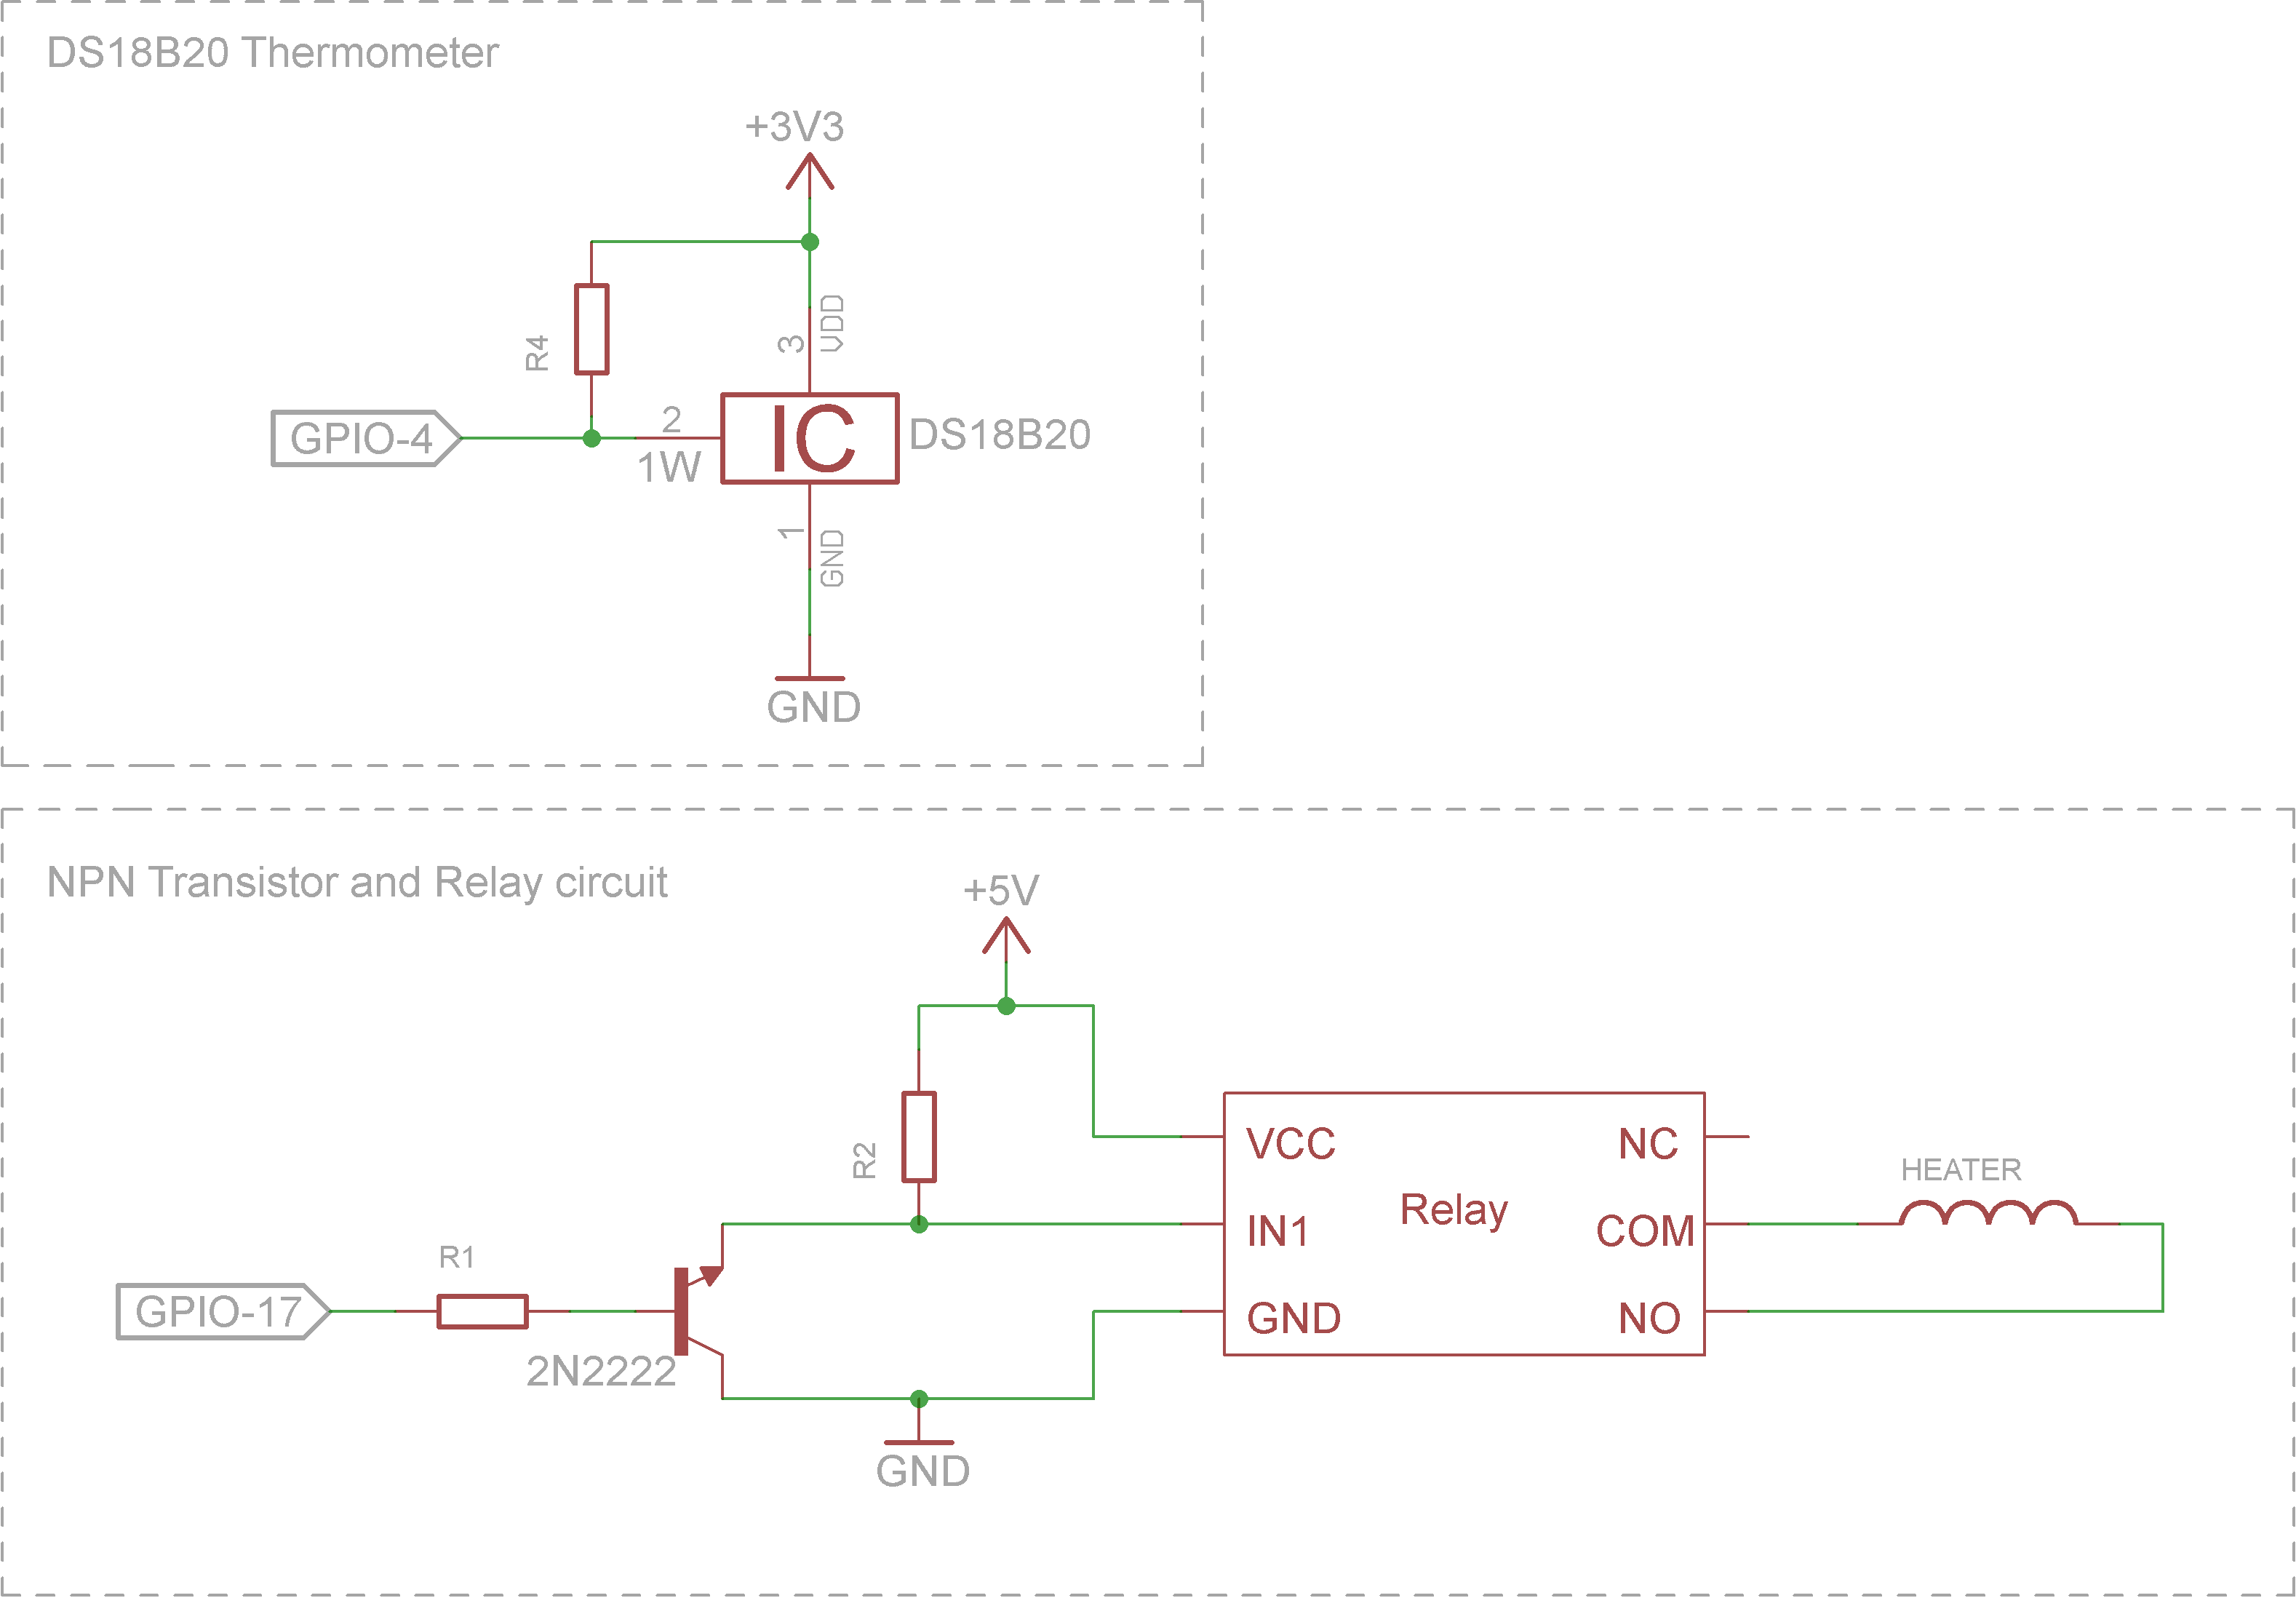 DS18B20 Thermometer
+3V3
R4
3
VDD
GPIO-4
2
1W
IC
DS18B20
1
GND
GND
NPN Transistor and Relay circuit
+5V
R2
VCC
NC
HEATER
Relay
IN1
COM
R1
GPIO-17
GND
NO
2N2222
GND